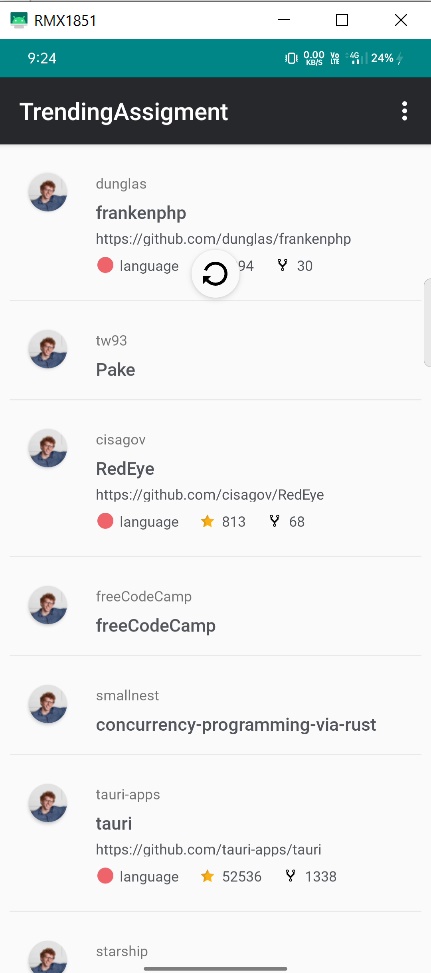 RMX1851
9:24
0.00
KB/S
Vo
LTE
4G
24%
TrendingAssigment
dunglas
frankenphp
https://github.com/dunglas/frankenphp
language 94 30
tw93
Pake
cisagov
RedEye
https://github.com/cisagov/RedEye
language 813 68
freeCodeCamp
freeCodeCamp
smallnest
concurrency-programming-via-rust
tauri-apps
tauri
https://github.com/tauri-apps/tauri
language 52536 1338
starship